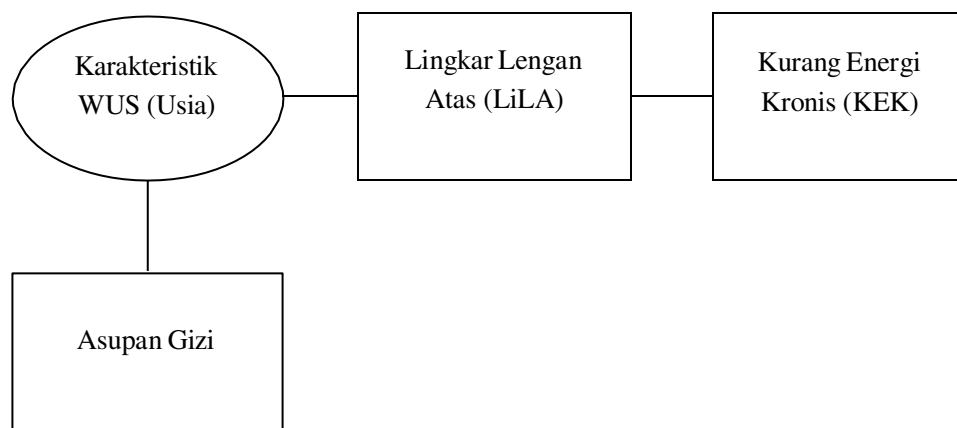 Karakteristik
WUS (Usia)
Lingkar Lengan
Atas (LiLA)
Kurang Energi
Kronis (KEK)
Asupan Gizi